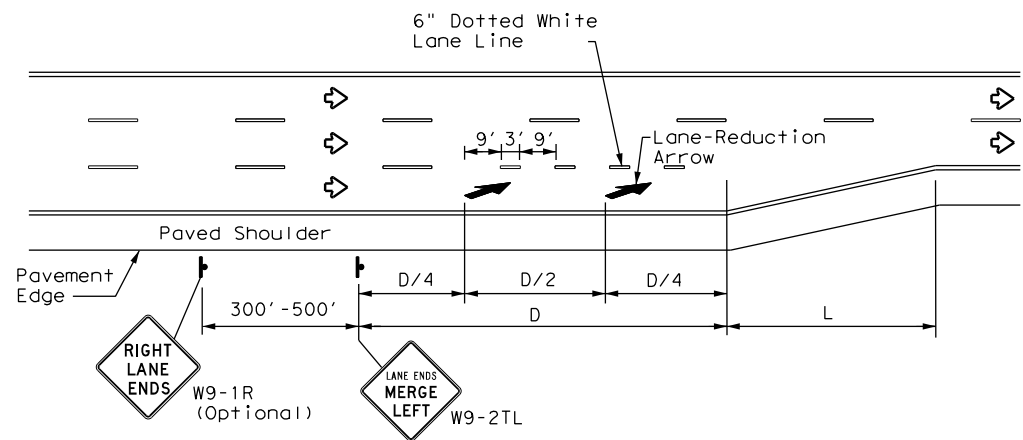 6" Dotted White
Lane Line
9' 3' 9'
Lane-Reduction
Arrow
Paved Shoulder
Pavement
Edge
D/4 D/2 D/4
300'-500'
D
L
RIGHT
LANE
ENDS
W9-1R
(Optional)
LANE ENDS
MERGE
LEFT
W9-2TL